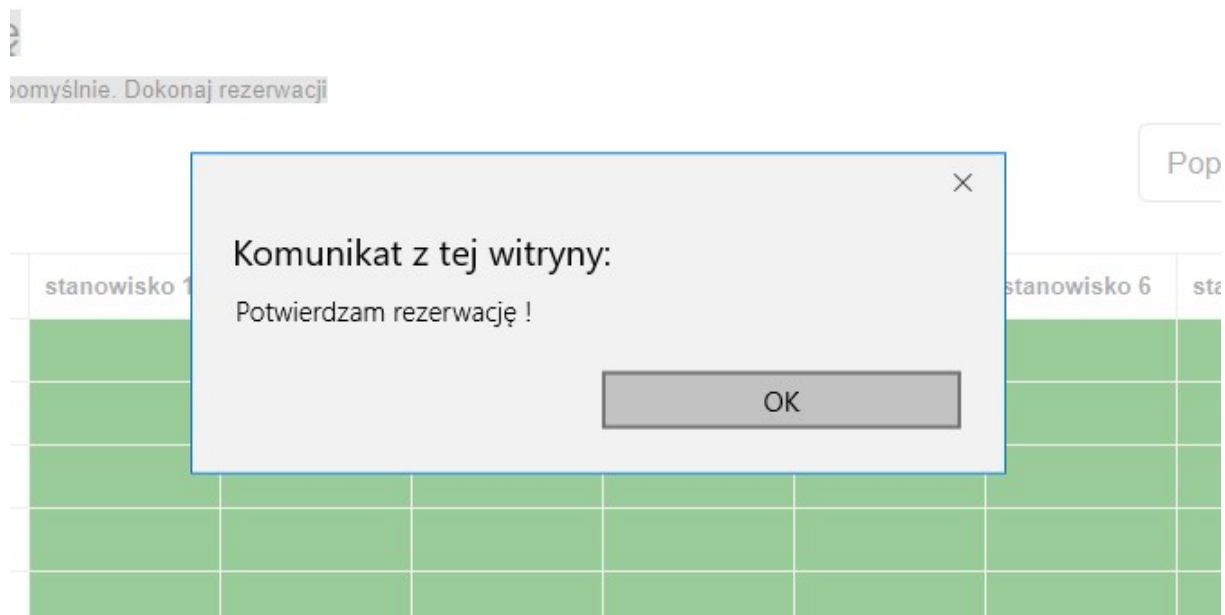 pomyślnie. Dokonaj rezerwacji
Pop
Komunikat z tej witryny:
Potwierdzam rezerwację !
OK
stanowisko 1
stanowisko 6
sta